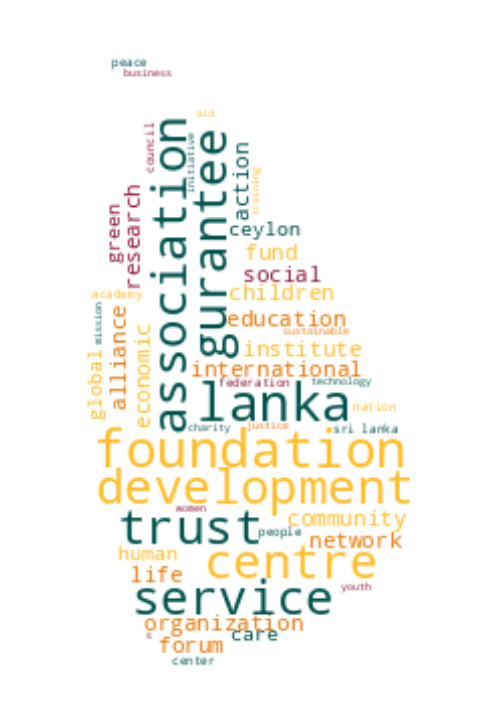 peace
business
aid
council
association
initiative
gurantee
action
training
green
research
ceylon
fund
social
academy
children
mission
alliance
economic
education
sustainable
institute
global
international
federation
technology
lanka
nation
charity
justice
sri lanka
foundation
development
women
trust
people
community
network
human
centre
life
youth
service
organization
s
care
forum
center